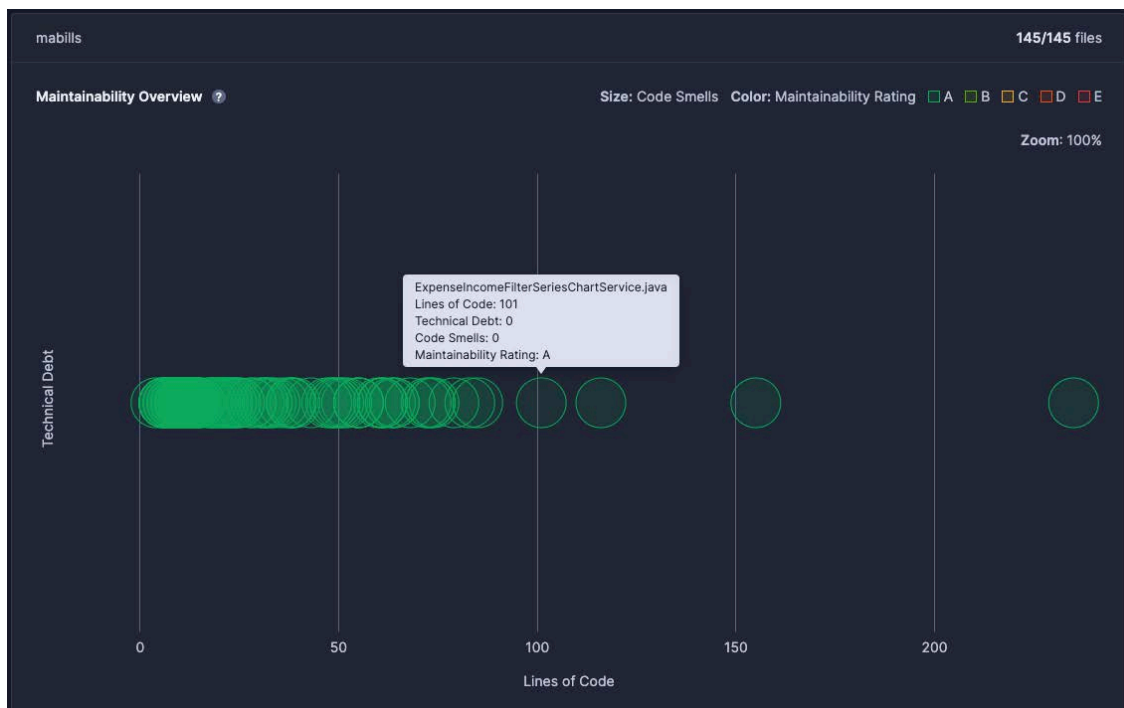 mabills
145/145 files
Maintainability Overview ?
Size: Code Smells Color: Maintainability Rating A B C D E
Zoom: 100%
ExpenseIncomeFilterSeriesChartService.java
Lines of Code: 101
Technical Debt: 0
Code Smells: 0
Maintainability Rating: A
Technical Debt
0 50 100 150 200
Lines of Code